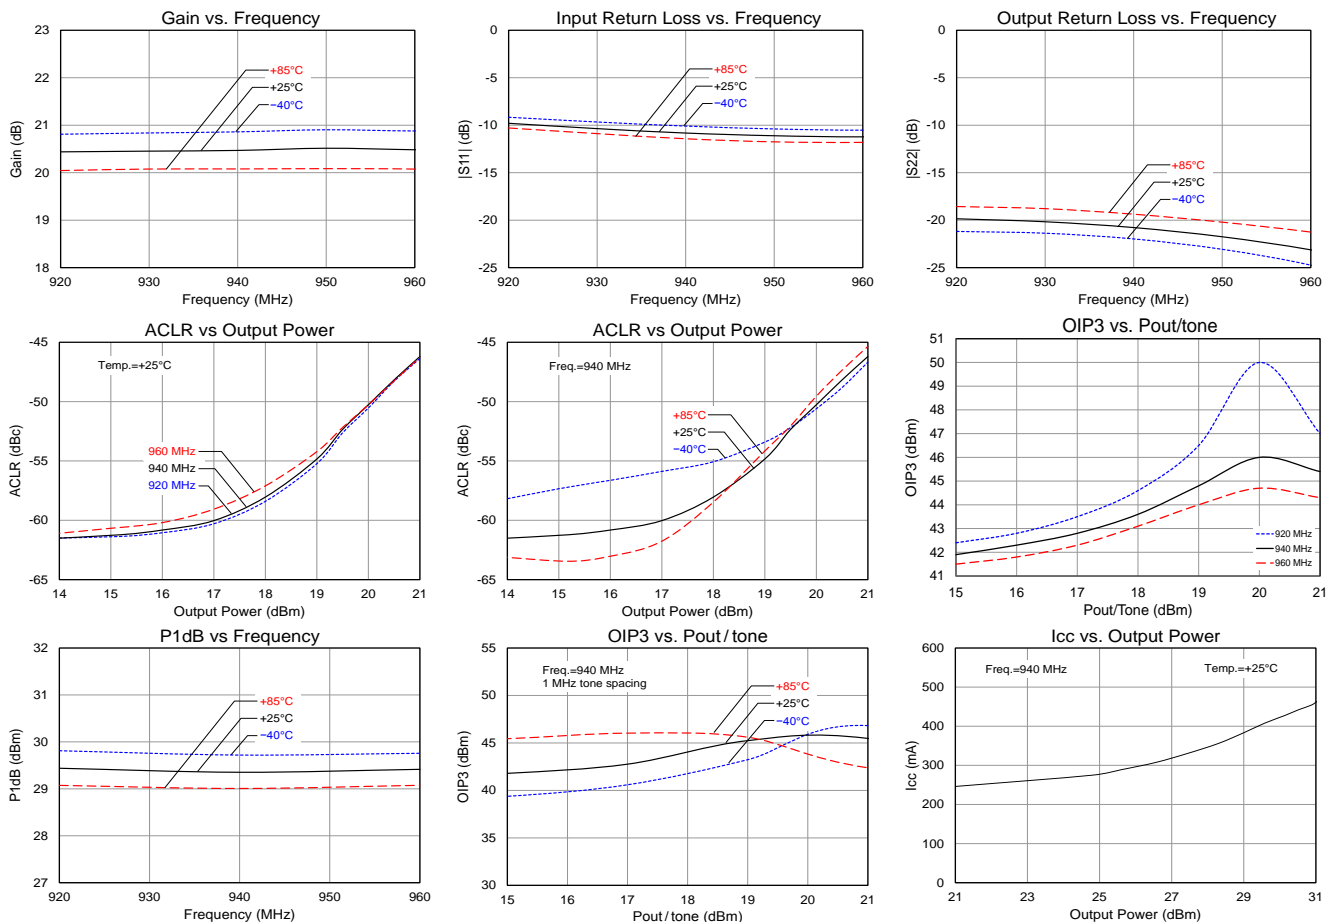 Gain vs. Frequency
23
22
21
20
19
18
Gain (dB)
+85°C
+25°C
−40°C
920
930
940
950
960
Frequency (MHz)
Input Return Loss vs. Frequency
0
-5
-10
-15
-20
-25
|S11| (dB)
+85°C
+25°C
−40°C
920
930
940
950
960
Frequency (MHz)
Output Return Loss vs. Frequency
0
-5
-10
-15
-20
-25
|S22| (dB)
+85°C
+25°C
−40°C
920
930
940
950
960
Frequency (MHz)
ACLR vs Output Power
-45
-50
-55
-60
-65
ACLR (dBc)
Temp.=+25°C
960 MHz
940 MHz
920 MHz
14
15
16
17
18
19
20
21
Output Power (dBm)
ACLR vs Output Power
-45
-50
-55
-60
-65
ACLR (dBc)
Freq.=940 MHz
+85°C
+25°C
−40°C
14
15
16
17
18
19
20
21
Output Power (dBm)
OIP3 vs. Pout/tone
51
50
49
48
47
46
45
44
43
42
41
OIP3 (dBm)
920 MHz
940 MHz
960 MHz
15
16
17
18
19
20
21
Pout/Tone (dBm)
P1dB vs Frequency
32
31
30
29
28
27
P1dB (dBm)
+85°C
+25°C
−40°C
920
930
940
950
960
Frequency (MHz)
OIP3 vs. Pout/tone
55
50
45
40
35
30
OIP3 (dBm)
Freq.=940 MHz
1 MHz tone spacing
+85°C
+25°C
−40°C
15
16
17
18
19
20
21
Pout/tone (dBm)
Icc vs. Output Power
600
500
400
300
200
100
0
Icc (mA)
Freq.=940 MHz
Temp.=+25°C
21
23
25
27
29
31
Output Power (dBm)